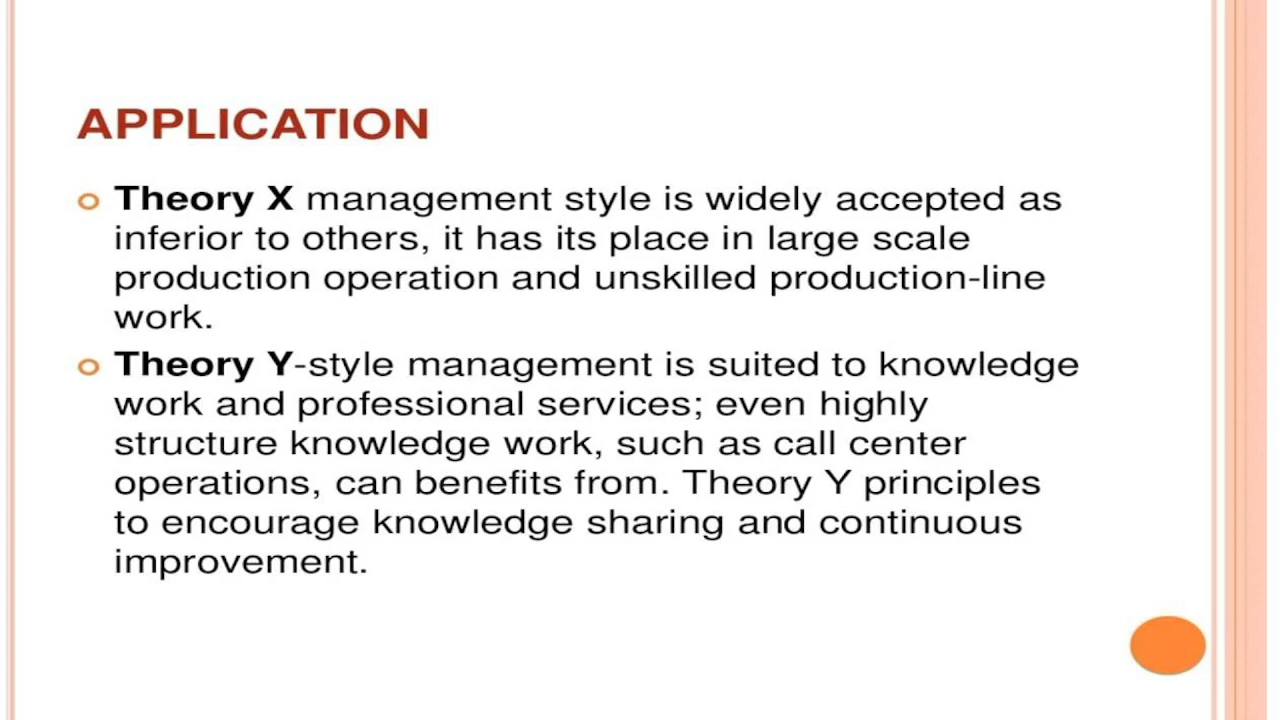 APPLICATION
Theory X management style is widely accepted as
inferior to others, it has its place in large scale
production operation and unskilled production-line
work.
Theory Y-style management is suited to knowledge
work and professional services; even highly
structure knowledge work, such as call center
operations, can benefits from. Theory Y principles
to encourage knowledge sharing and continuous
improvement.